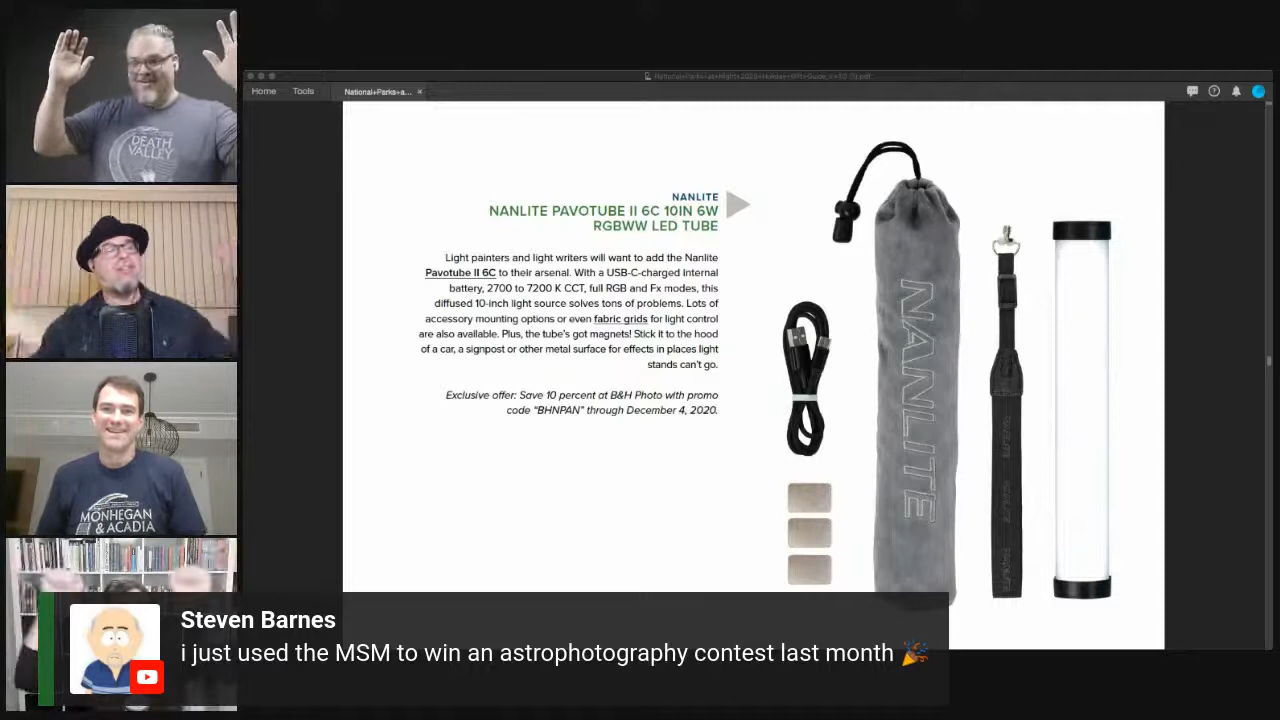 DEATH
VALLEY
MONHEGAN
& ACADIA
Home
Tools
National+Parks+a...
×
NANLITE
NANLITE PAVOTUBE II 6C 10IN 6W
RGBWW LED TUBE
Light painters and light writers will want to add the Nanlite
Pavotube II 6C to their arsenal. With a USB-C-charged internal
battery, 2700 to 7200 K CCT, full RGB and Fx modes, this
diffused 10-inch light source solves tons of problems. Lots of
accessory mounting options or even fabric grids for light control
are also available. Plus, the tube's got magnets! Stick it to the hood
of a car, a signpost or other metal surface for effects in places light
stands can't go.
Exclusive offer: Save 10 percent at B&H Photo with promo
code “BHNPAN” through December 4, 2020.
NANLITE
Steven Barnes
i just used the MSM to win an astrophotography contest last month 🎉